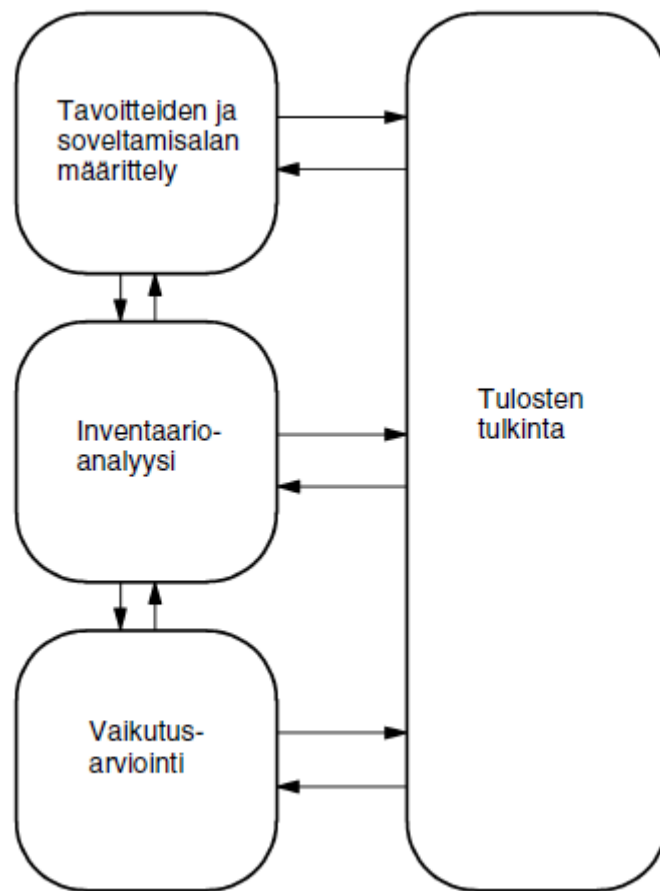 Tavoitteiden ja
soveltamisalan
määrittely
Inventaario-
analyysi
Tulosten
tulkinta
Vaikutus-
arviointi